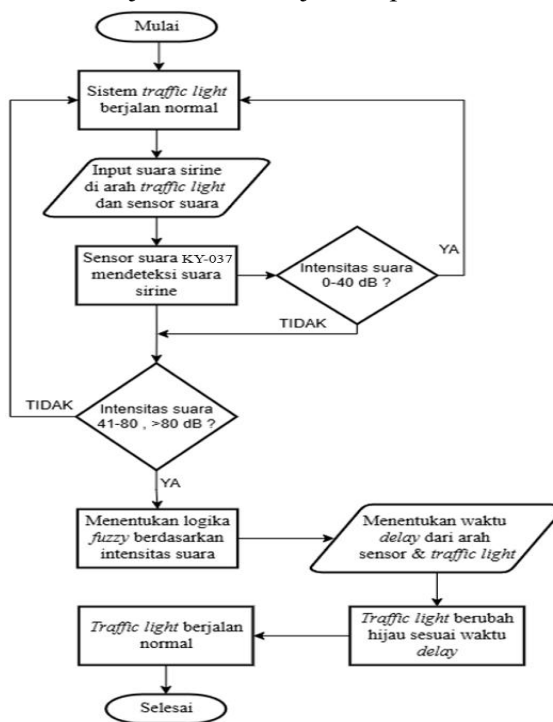 Mulai
Sistem traffic light
berjalan normal
Input suara sirine
di arah traffic light
dan sensor suara
Sensor suara KY-037
mendeteksi suara
sirine
Intensitas suara
0-40 dB ?
YA
TIDAK
Intensitas suara
41-80 , >80 dB ?
TIDAK
YA
Menentukan logika
fuzzy berdasarkan
intensitas suara
Menentukan waktu
delay dari arah
sensor & traffic light
Traffic light berubah
hijau sesuai waktu
delay
Traffic light berjalan
normal
Selesai